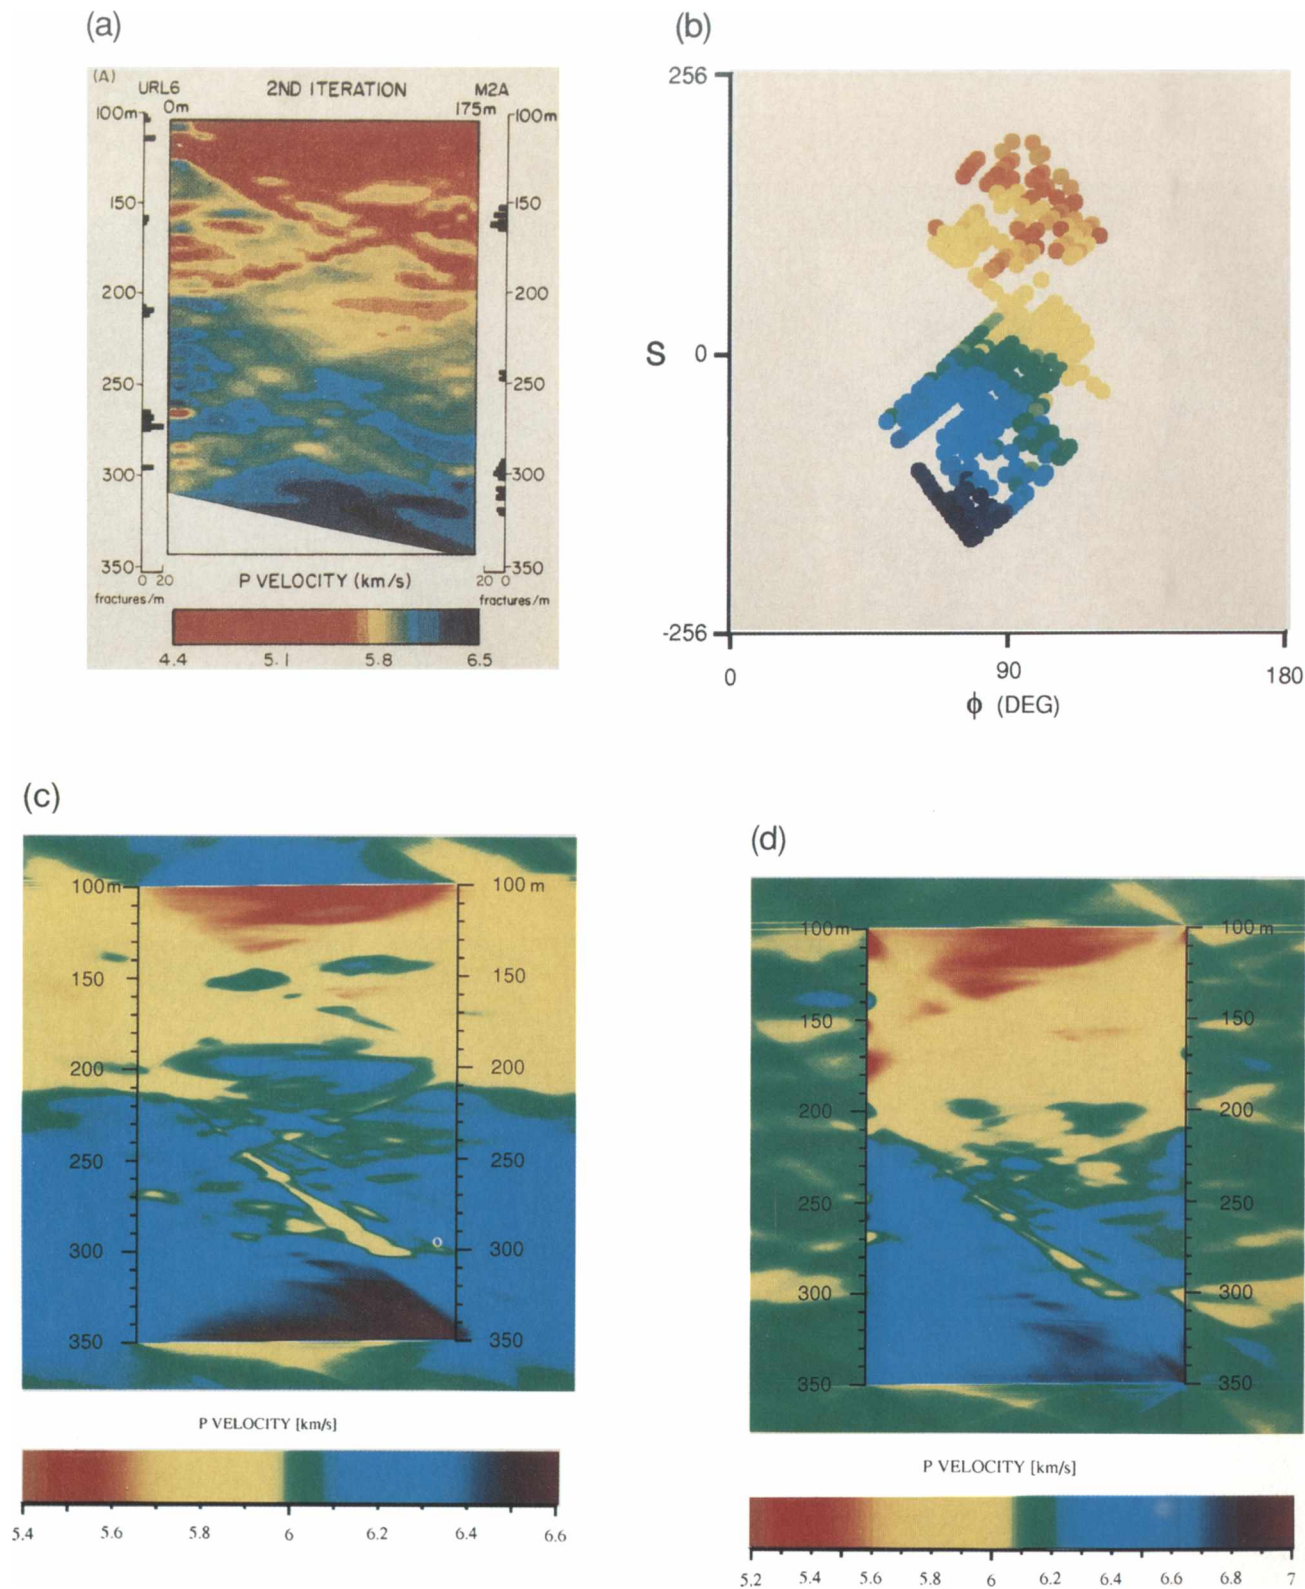 (a)
(b)
(A)
URL6 2ND ITERATION M2A
0m 175m
100m 100m
150 150
200 200
250 250
300 300
350 350
0 20 P VELOCITY (km/s) 20 0
fractures/m fractures/m
4.4 5.1 5.8 6.5
256
S 0
-256
0 90 180
ϕ (DEG)
(c)
100m 100 m
150 150
200 200
250 250
o
300 300
350 350
P VELOCITY [km/s]
5.4 5.6 5.8 6 6.2 6.4 6.6
(d)
100m 100 m
150 150
200 200
250 250
300 300
350 350
P VELOCITY [km/s]
5.2 5.4 5.6 5.8 6 6.2 6.4 6.6 6.8 7